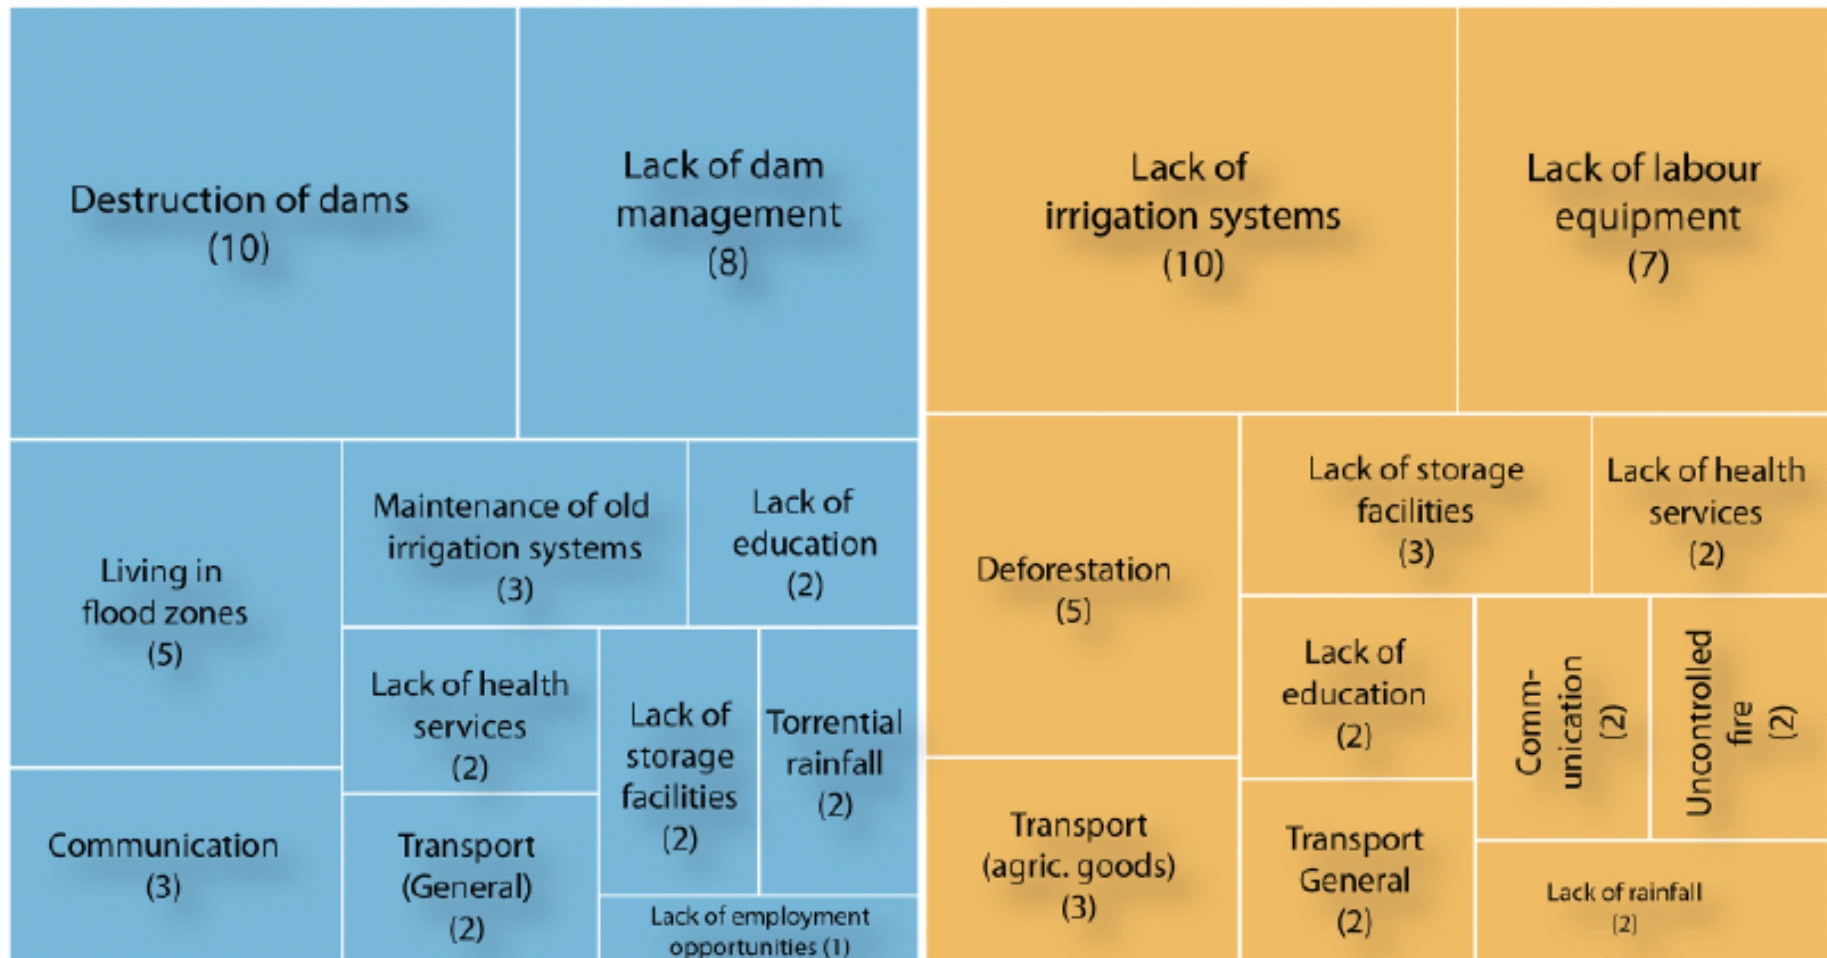 Destruction of dams
(10)
Lack of dam
management
(8)
Living in
flood zones
(5)
Maintenance of old
irrigation systems
(3)
Lack of
education
(2)
Lack of health
services
(2)
Lack of
storage
facilities
(2)
Torrential
rainfall
(2)
Communication
(3)
Transport
(General)
(2)
Lack of employment
opportunities (1)
Lack of
irrigation systems
(10)
Lack of labour
equipment
(7)
Deforestation
(5)
Lack of storage
facilities
(3)
Lack of health
services
(2)
Lack of
education
(2)
Comm-
unication
(2)
Uncontrolled
fire
(2)
Transport
(agric. goods)
(3)
Transport
General
(2)
Lack of rainfall
(2)